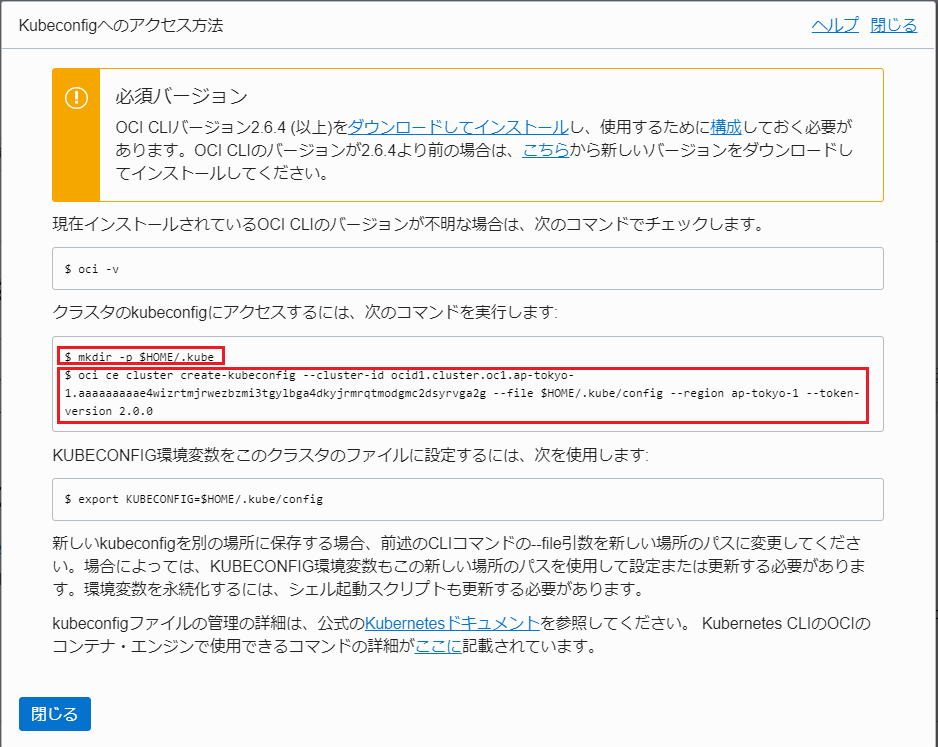 Kubeconfigへのアクセス方法
ヘルプ 閉じる
必須バージョン
OCI CLIバージョン2.6.4 (以上)をダウンロードしてインストールし、使用するために構成しておく必要が
あります。OCI CLIのバージョンが2.6.4より前の場合は、こちらから新しいバージョンをダウンロードし
てインストールしてください。
現在インストールされているOCI CLIのバージョンが不明な場合は、次のコマンドでチェックします。
$ oci -v
クラスタのkubeconfigにアクセスするには、次のコマンドを実行します:
$ mkdir -p $HOME/.kube
$ oci ce cluster create-kubeconfig --cluster-id ocid1.cluster.oc1.ap-tokyo-
1.aaaaaaaaae4wizrtmjrwezbzmi3tgylbga4dkyjrmrqtmodgmc2dsyrvga2g --file $HOME/.kube/config --region ap-tokyo-1 --token-
version 2.0.0
KUBECONFIG環境変数をこのクラスタのファイルに設定するには、次を使用します:
$ export KUBECONFIG=$HOME/.kube/config
新しいkubeconfigを別の場所に保存する場合、前述のCLIコマンドの--file引数を新しい場所のパスに変更してくださ
い。場合によっては、KUBECONFIG環境変数もこの新しい場所のパスを使用して設定または更新する必要がありま
す。環境変数を永続化するには、シェル起動スクリプトも更新する必要があります。
kubeconfigファイルの管理の詳細は、公式のKubernetesドキュメントを参照してください。 Kubernetes CLIのOCIの
コンテナ・エンジンで使用できるコマンドの詳細がここに記載されています。
閉じる